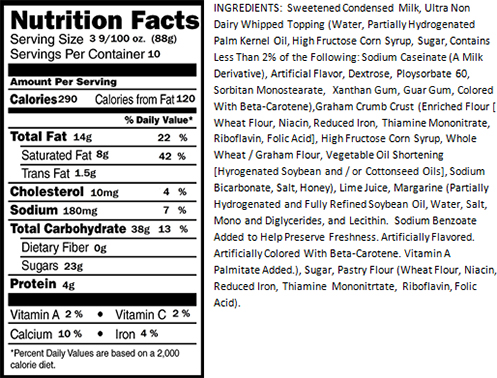 Nutrition Facts
Serving Size 3 9/100 oz. (88g)
Servings Per Container 10
Amount Per Serving
Calories 290 Calories from Fat 120
% Daily Value*
Total Fat 14g 22 %
Saturated Fat 8g 42 %
Trans Fat 1.5g
Cholesterol 10mg 4 %
Sodium 180mg 7 %
Total Carbohydrate 38g 13 %
Dietary Fiber 0g
Sugars 23g
Protein 4g
Vitamin A 2 % • Vitamin C 2 %
Calcium 10 % • Iron 4 %
*Percent Daily Values are based on a 2,000
calorie diet.
INGREDIENTS: Sweetened Condensed Milk, Ultra Non
Dairy Whipped Topping (Water, Partially Hydrogenated
Palm Kernel Oil, High Fructose Corn Syrup, Sugar, Contains
Less Than 2% of the Following: Sodium Caseinate (A Milk
Derivative), Artificial Flavor, Dextrose, Ploysorbate 60,
Sorbitan Monostearate, Xanthan Gum, Guar Gum, Colored
With Beta-Carotene),Graham Crumb Crust (Enriched Flour [
Wheat Flour, Niacin, Reduced Iron, Thiamine Mononitrate,
Riboflavin, Folic Acid], High Fructose Corn Syrup, Whole
Wheat / Graham Flour, Vegetable Oil Shortening
[Hyrogenated Soybean and / or Cottonseed Oils], Sodium
Bicarbonate, Salt, Honey), Lime Juice, Margarine (Partially
Hydrogenated and Fully Refined Soybean Oil, Water, Salt,
Mono and Diglycerides, and Lecithin. Sodium Benzoate
Added to Help Preserve Freshness. Artificially Flavored.
Artificially Colored With Beta-Carotene. Vitamin A
Palmitate Added.), Sugar, Pastry Flour (Wheat Flour, Niacin,
Reduced Iron, Thiamine Mononitrtate, Riboflavin, Folic
Acid).